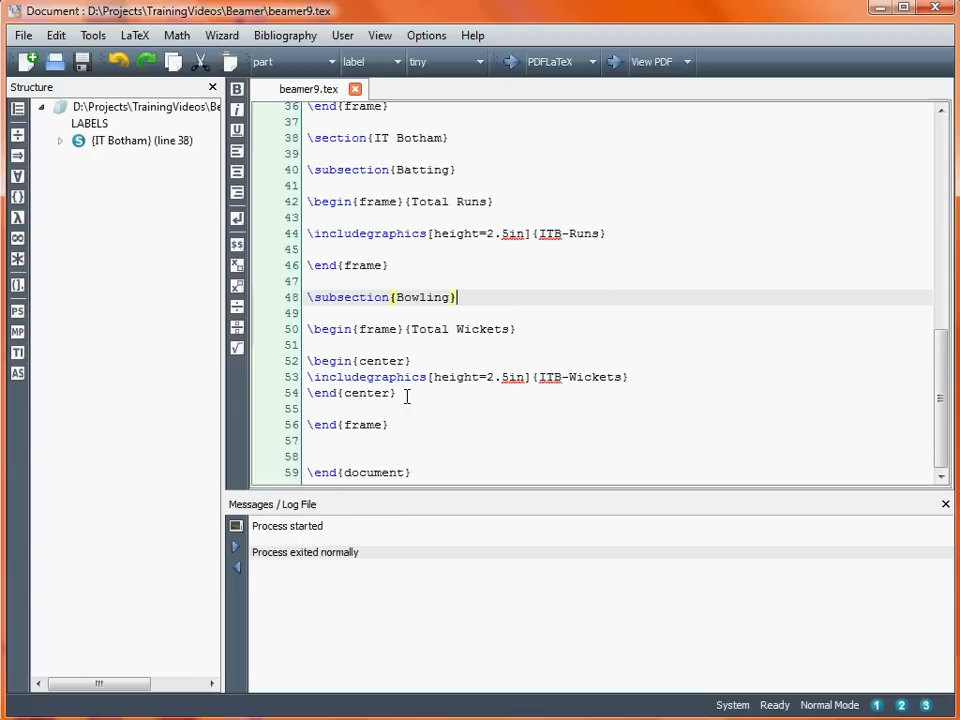 Document : D:\Projects\TrainingVideos\Beamer\beamer9.tex
File Edit Tools LaTeX Math Wizard Bibliography User View Options Help
part label tiny PDFLaTeX View PDF
Structure
beamer9.tex
D:\Projects\TrainingVideos\Be
LABELS
{IT Botham} (line 38)
36 \end{frame}
37
38 \section{IT Botham}
39
40 \subsection{Batting}
41
42 \begin{frame}{Total Runs}
43
44 \includegraphics[height=2.5in]{ITB-Runs}
45
46 \end{frame}
47
48 \subsection{Bowling}
49
50 \begin{frame}{Total Wickets}
51
52 \begin{center}
53 \includegraphics[height=2.5in]{ITB-Wickets}
54 \end{center}
55
56 \end{frame}
57
58
59 \end{document}
Messages / Log File
Process started
Process exited normally
System Ready Normal Mode 1 2 3